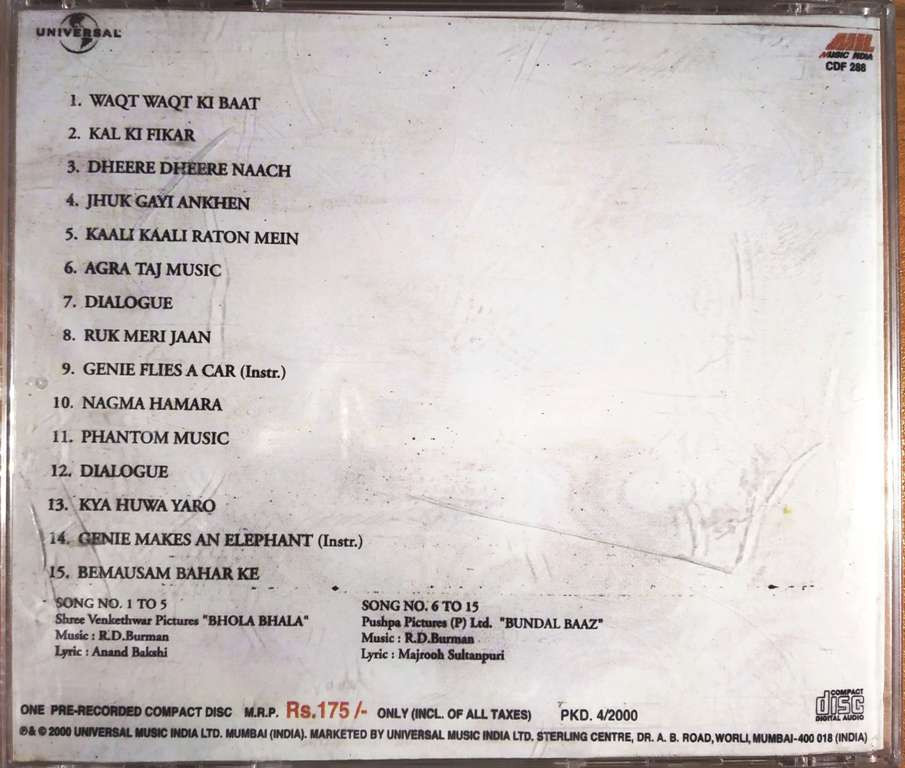 UNIVERSAL
MIL
MUSIC INDIA
CDF 288
1. WAQT WAQT KI BAAT
2. KAL KI FIKAR
3. DHEERE DHEERE NAACH
4. JHUK GAYI ANKHEN
5. KAALI KAALI RATON MEIN
6. AGRA TAJ MUSIC
7. DIALOGUE
8. RUK MERI JAAN
9. GENIE FLIES A CAR (Instr.)
10. NAGMA HAMARA
11. PHANTOM MUSIC
12. DIALOGUE
13. KYA HUWA YARO
14. GENIE MAKES AN ELEPHANT (Instr.)
15. BEMAUSAM BAHAR KE
SONG NO. 1 TO 5
Shree Venkethwar Pictures "BHOLA BHALA"
Music : R.D.Burman
Lyric : Anand Bakshi
SONG NO. 6 TO 15
Pushpa Pictures (P) Ltd. "BUNDAL BAAZ"
Music : R.D.Burman
Lyric : Majrooh Sultanpuri
ONE PRE-RECORDED COMPACT DISC M.R.P. Rs.175/- ONLY (INCL. OF ALL TAXES) PKD. 4/2000
COMPACT
disc
DIGITAL AUDIO
℗& © 2000 UNIVERSAL MUSIC INDIA LTD. MUMBAI (INDIA). MARKETED BY UNIVERSAL MUSIC INDIA LTD. STERLING CENTRE, DR. A. B. ROAD, WORLI, MUMBAI-400 018 (INDIA)